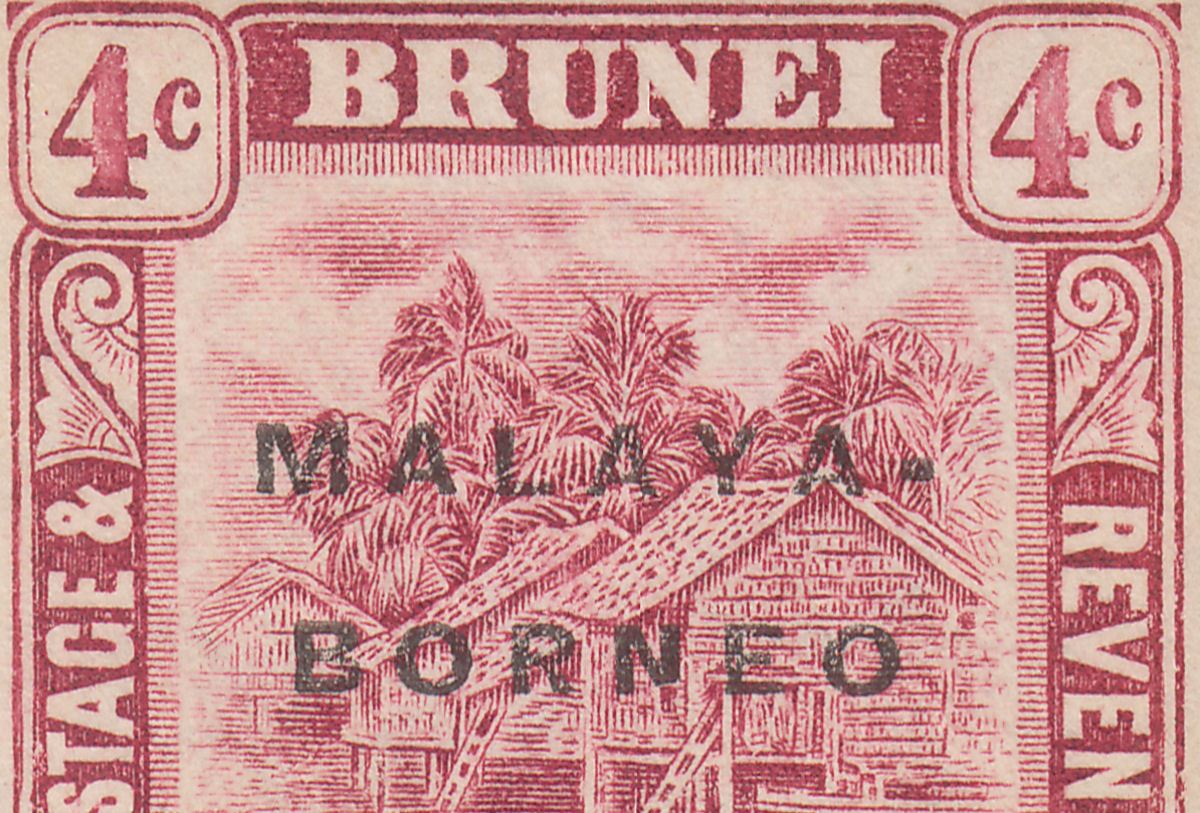 4c BRUNEI 4c
MALAYA-
BORNEO
STAGE &
REVEN